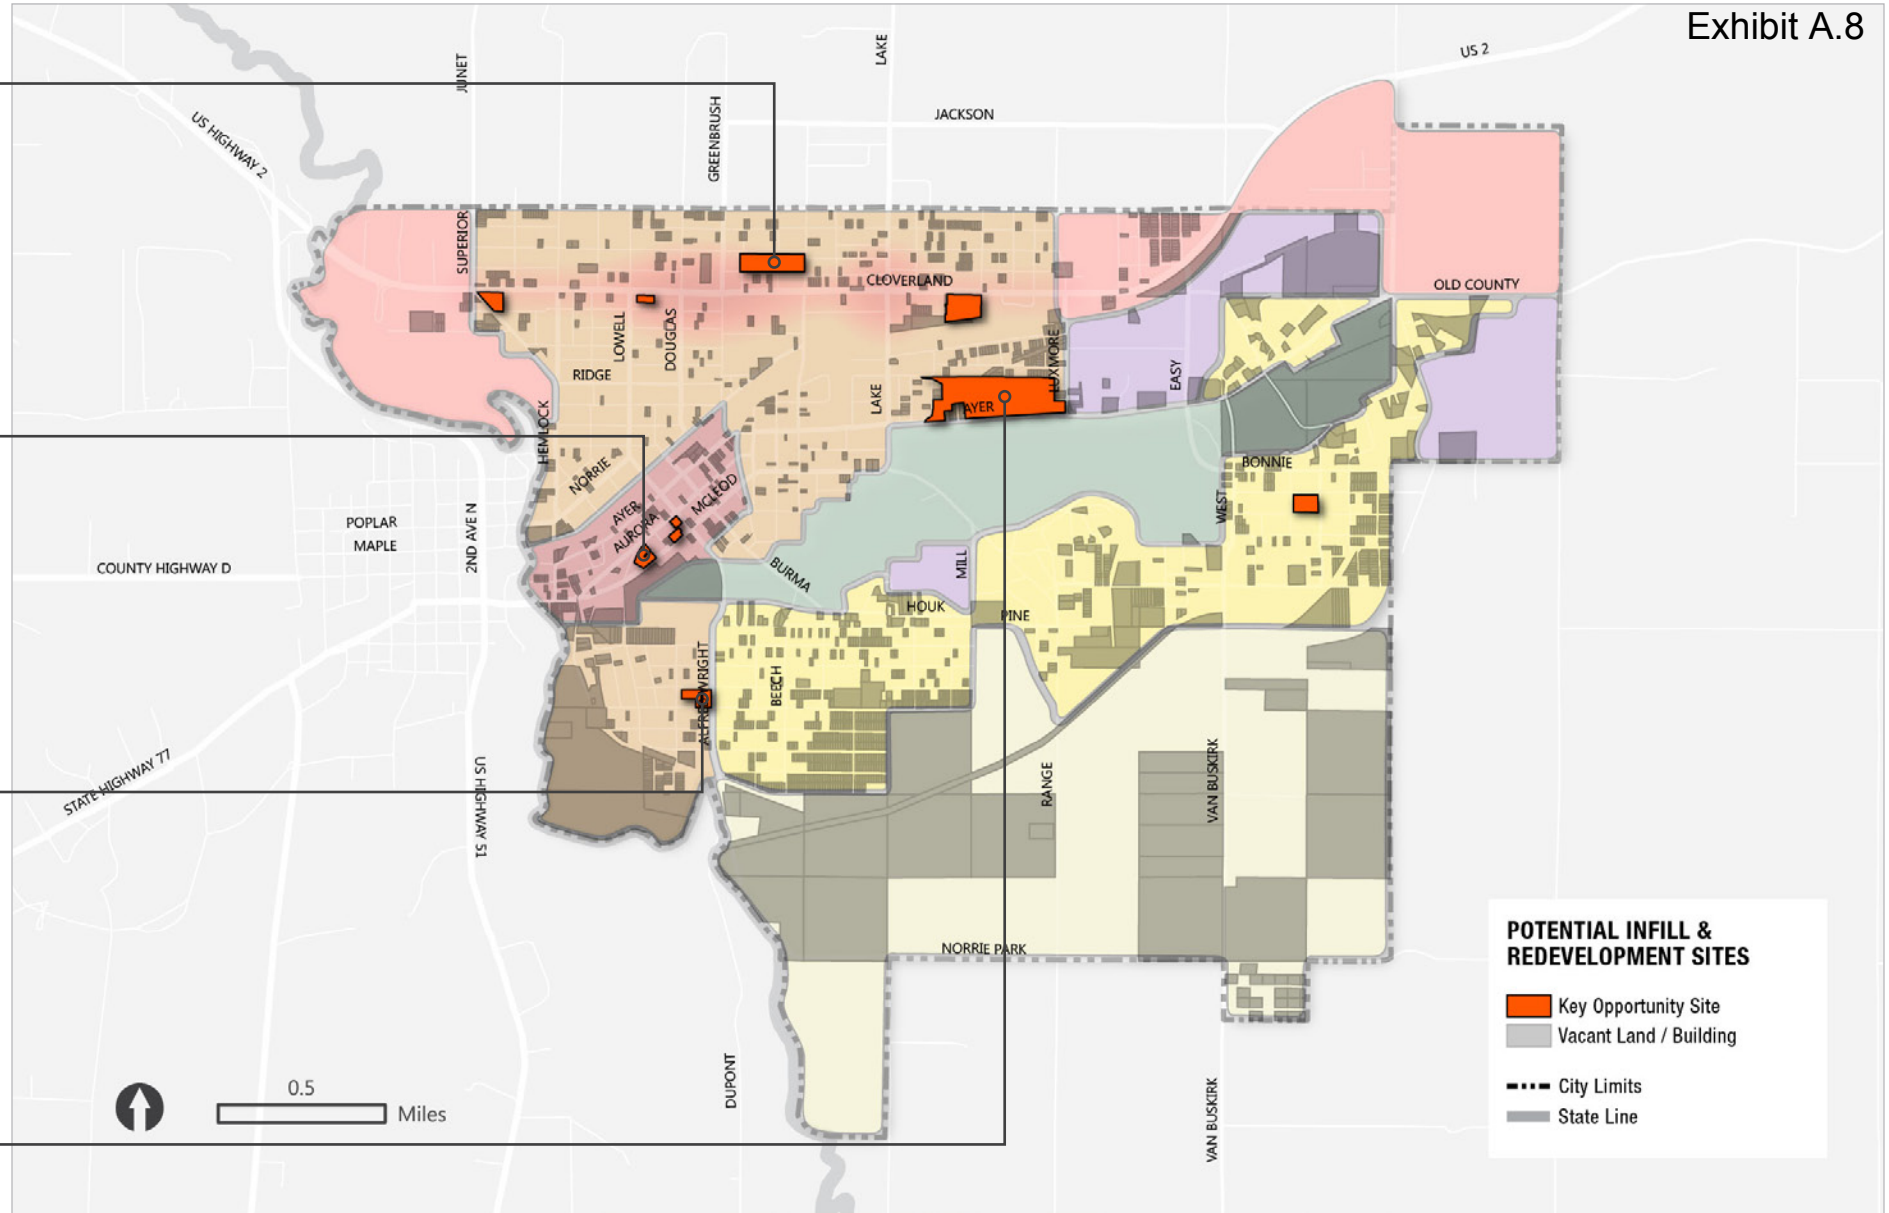 Exhibit A.8
US 2
LAKE
JUNET
GREENBRUSH
JACKSON
US HIGHWAY 2
SUPERIOR
CLOVERLAND
OLD COUNTY
LOWELL
DOUGLAS
LUXMORE
RIDGE
EASY
LAKE
AYER
HEMLOCK
NORRIE
MCLEOD
BONNIE
AYER
AURORA
WEST
POPLAR
MAPLE
2ND AVE N
COUNTY HIGHWAY D
BURMA
MILL
HOUK
PINE
ALFRED WRIGHT
BEECH
STATE HIGHWAY 77
US HIGHWAY 51
RANGE
VAN BUSKIRK
NORRIE PARK
DUPONT
VAN BUSKIRK
0.5
Miles
POTENTIAL INFILL &
REDEVELOPMENT SITES
Key Opportunity Site
Vacant Land / Building
City Limits
State Line